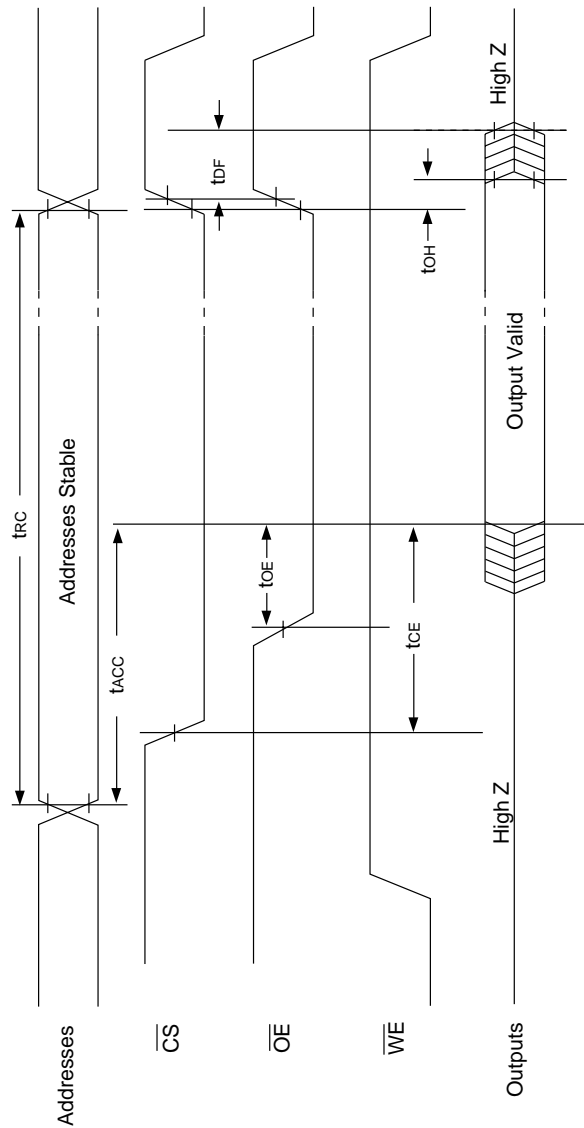 Addresses
tRC
Addresses Stable
tACC
CS
tDF
OE
tOE
WE
tCE
tOH
Outputs
High Z
Output Valid
High Z